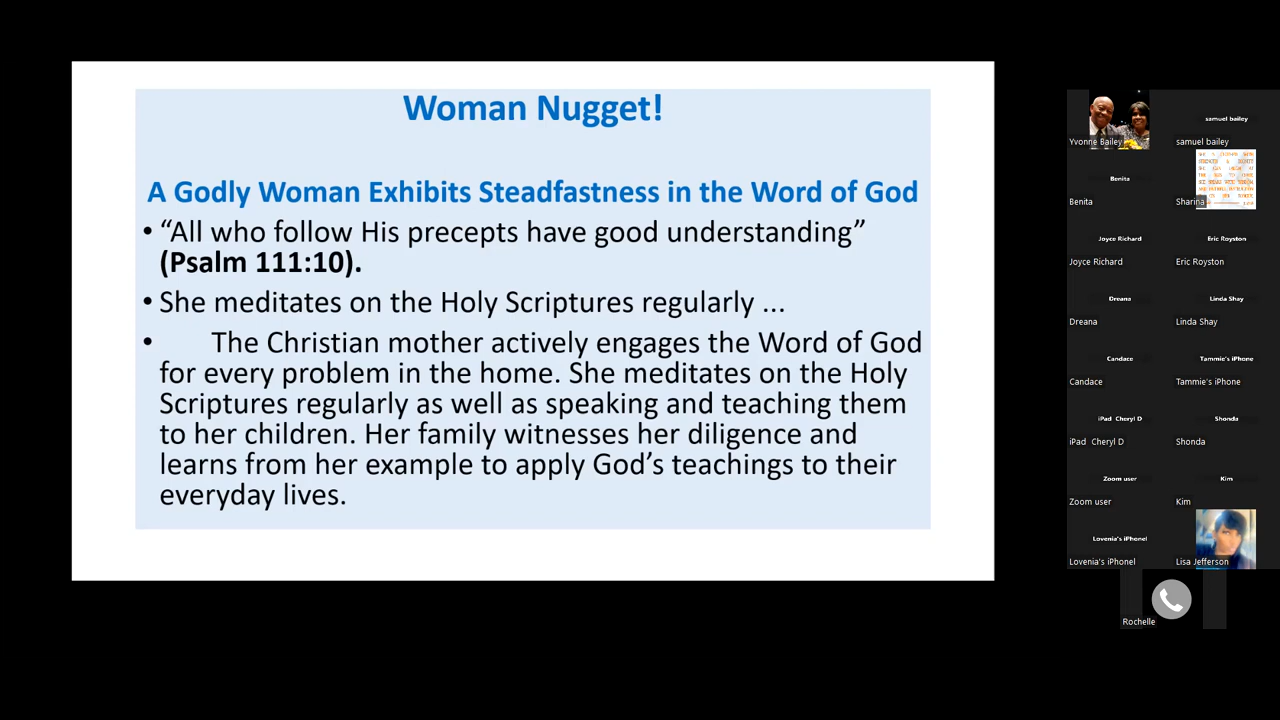 Woman Nugget!
A Godly Woman Exhibits Steadfastness in the Word of God
• “All who follow His precepts have good understanding”
(Psalm 111:10).
• She meditates on the Holy Scriptures regularly ...
• The Christian mother actively engages the Word of God
for every problem in the home. She meditates on the Holy
Scriptures regularly as well as speaking and teaching them
to her children. Her family witnesses her diligence and
learns from her example to apply God’s teachings to their
everyday lives.
Yvonne Bailey
samuel bailey
samuel bailey
Benita
Benita
Sharina
Joyce Richard
Joyce Richard
Eric Royston
Eric Royston
Dreana
Dreana
Linda Shay
Linda Shay
Candace
Candace
Tammie's iPhone
Tammie's iPhone
iPad Cheryl D
iPad Cheryl D
Shonda
Shonda
Zoom user
Zoom user
Kim
Kim
Lovenia's iPhoneI
Lovenia's iPhoneI
Lisa Jefferson
Rochelle